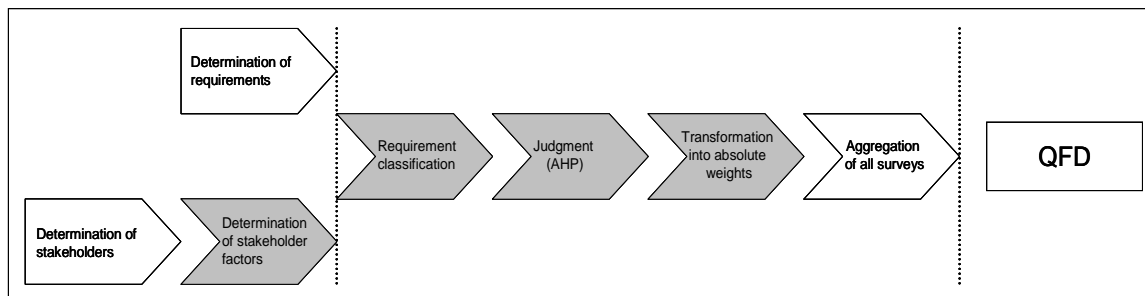 Determination of
requirements
Requirement
classification
Judgment
(AHP)
Transformation
into absolute
weights
Aggregation
of all surveys
QFD
Determination of
stakeholders
Determination
of stakeholder
factors